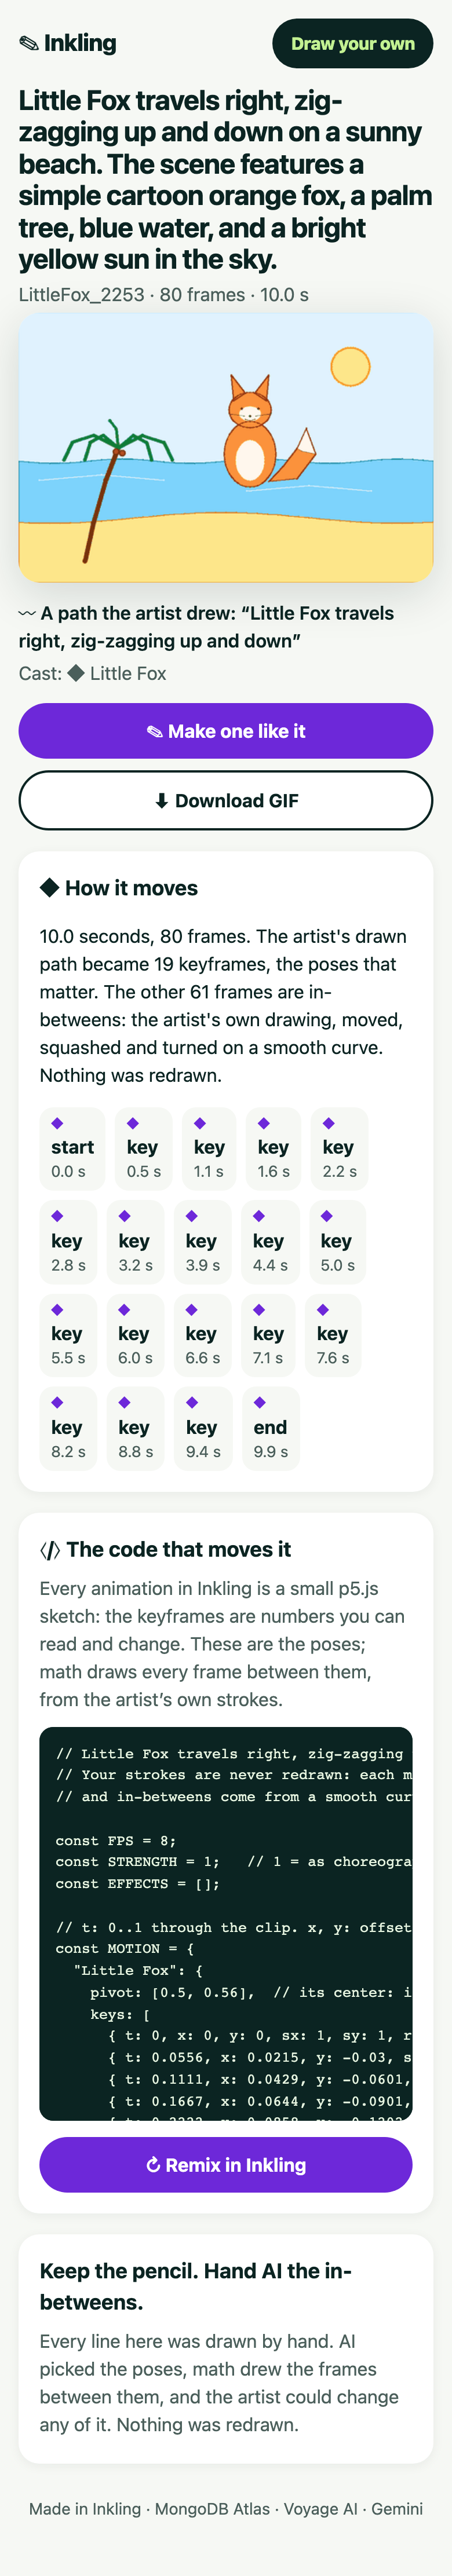 ✎ Inkling
Draw your own
Little Fox travels right, zig-
zagging up and down on a sunny
beach. The scene features a
simple cartoon orange fox, a palm
tree, blue water, and a bright
yellow sun in the sky.
LittleFox_2253 · 80 frames · 10.0 s
〰 A path the artist drew: “Little Fox travels
right, zig-zagging up and down”
Cast: ◆ Little Fox
✎ Make one like it
⬇ Download GIF
◆ How it moves
10.0 seconds, 80 frames. The artist's drawn
path became 19 keyframes, the poses that
matter. The other 61 frames are in-
betweens: the artist's own drawing, moved,
squashed and turned on a smooth curve.
Nothing was redrawn.
◆ ◆ ◆ ◆ ◆
start key key key key
0.0 s 0.5 s 1.1 s 1.6 s 2.2 s
◆ ◆ ◆ ◆ ◆
key key key key key
2.8 s 3.2 s 3.9 s 4.4 s 5.0 s
◆ ◆ ◆ ◆ ◆
key key key key key
5.5 s 6.0 s 6.6 s 7.1 s 7.6 s
◆ ◆ ◆ ◆
key key key end
8.2 s 8.8 s 9.4 s 9.9 s
</> The code that moves it
Every animation in Inkling is a small p5.js
sketch: the keyframes are numbers you can
read and change. These are the poses;
math draws every frame between them,
from the artist’s own strokes.
// Little Fox travels right, zig-zagging
// Your strokes are never redrawn: each m
// and in-betweens come from a smooth cur
const FPS = 8;
const STRENGTH = 1;   // 1 = as choreogra
const EFFECTS = [];
// t: 0..1 through the clip. x, y: offset
const MOTION = {
"Little Fox": {
pivot: [0.5, 0.56],  // its center: i
keys: [
{ t: 0, x: 0, y: 0, sx: 1, sy: 1, r
{ t: 0.0556, x: 0.0215, y: -0.03, s
{ t: 0.1111, x: 0.0429, y: -0.0601,
{ t: 0.1667, x: 0.0644, y: -0.0901,
↻ Remix in Inkling
Keep the pencil. Hand AI the in-
betweens.
Every line here was drawn by hand. AI
picked the poses, math drew the frames
between them, and the artist could change
any of it. Nothing was redrawn.
Made in Inkling · MongoDB Atlas · Voyage AI · Gemini